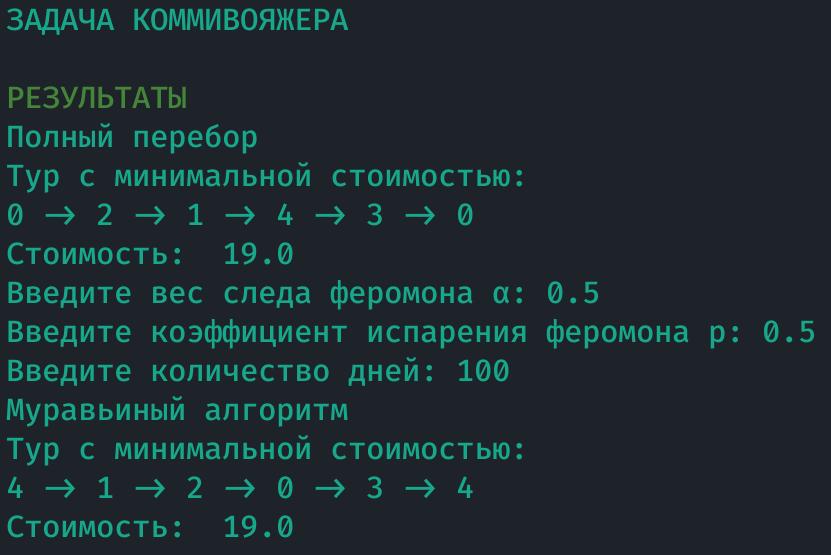 ЗАДАЧА КОММИВОЯЖЕРА
РЕЗУЛЬТАТЫ
Полный перебор
Тур с минимальной стоимостью:
0 -> 2 -> 1 -> 4 -> 3 -> 0
Стоимость:  19.0
Введите вес следа феромона α: 0.5
Введите коэффициент испарения феромона p: 0.5
Введите количество дней: 100
Муравьиный алгоритм
Тур с минимальной стоимостью:
4 -> 1 -> 2 -> 0 -> 3 -> 4
Стоимость:  19.0